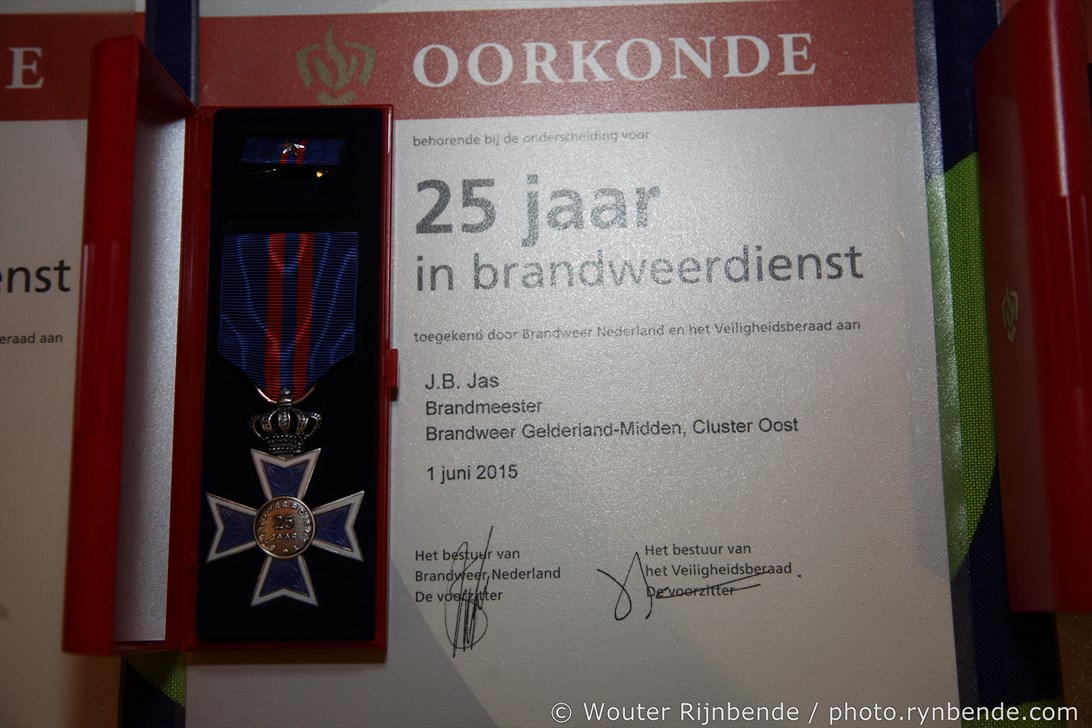 E
OORKONDE
behorende bij de onderscheiding voor
25 jaar
in brandweerdienst
enst
toegekend door Brandweer Nederland en het Veiligheidsberaad aan
eraad aan
J.B. Jas
Brandmeester
Brandweer Gelderland-Midden, Cluster Oost
1 juni 2015
25
JAAR
Het bestuur van
Brandweer Nederland
De voorzitter
Het bestuur van
het Veiligheidsberaad
De voorzitter
© Wouter Rijnbende / photo.rynbende.com